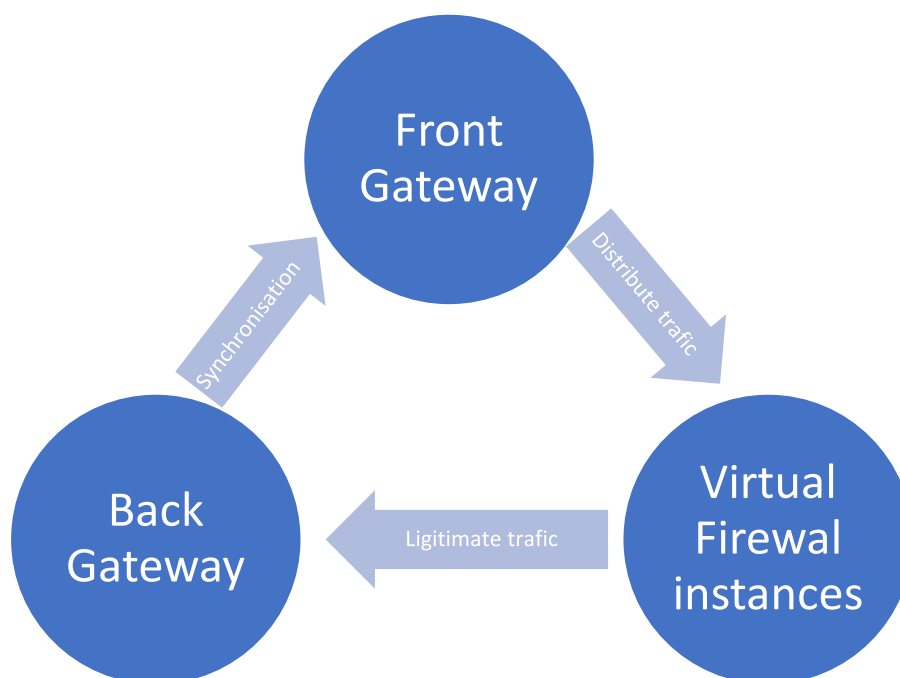 Front
Gateway
Distribute trafic
Synchronisation
Virtual
Firewal
instances
Ligitimate trafic
Back
Gateway